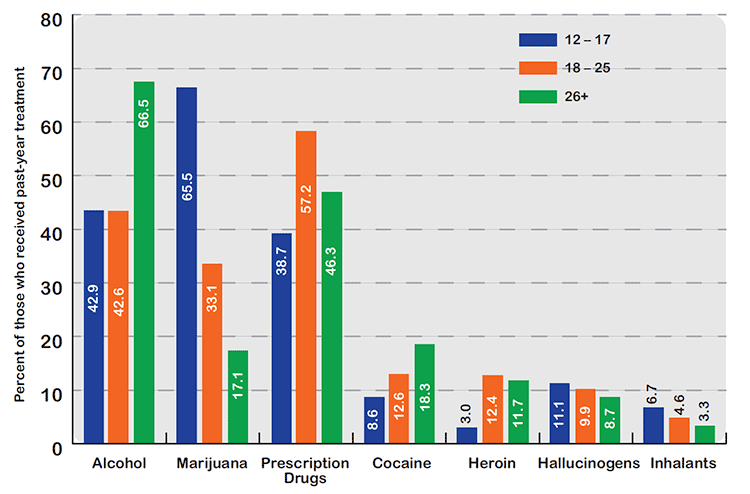 Percent of those who received past-year treatment
80
70
60
50
40
30
20
10
0
12 – 17
18 – 25
26+
42.9
42.6
66.5
65.5
33.1
17.1
38.7
57.2
46.3
8.6
12.6
18.3
3.0
12.4
11.7
11.1
9.9
8.7
6.7
4.6
3.3
Alcohol
Marijuana
Prescription
Drugs
Cocaine
Heroin
Hallucinogens
Inhalants